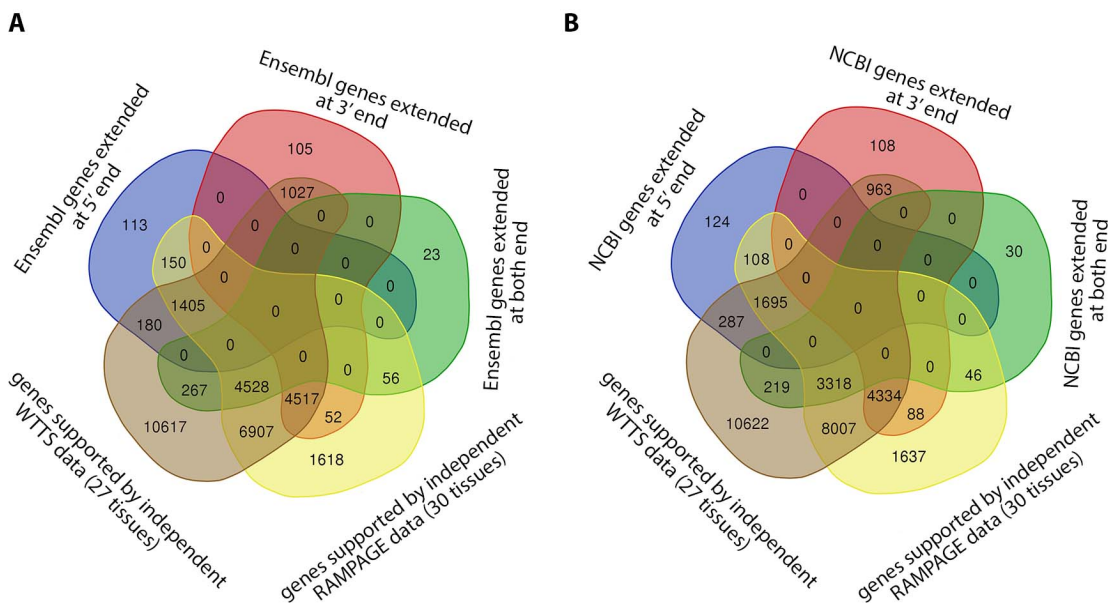 A
Ensembl genes extended
at 3′ end
Ensembl genes extended
at 5′ end
Ensembl genes extended
at both end
genes supported by independent
WTTS data (27 tissues)
genes supported by independent
RAMPAGE data (30 tissues)
105
1027
0
0
0
0
113
0
0
23
150
0
0
0
1405
0
0
0
180
0
0
0
0
0
267
4528
4517
56
52
10617
6907
1618
B
NCBI genes extended
at 3′ end
NCBI genes extended
at 5′ end
NCBI genes extended
at both end
genes supported by independent
WTTS data (27 tissues)
genes supported by independent
RAMPAGE data (30 tissues)
108
963
0
0
0
0
124
0
0
30
108
0
0
0
1695
0
0
0
287
0
0
0
0
0
219
3318
4334
46
88
10622
8007
1637